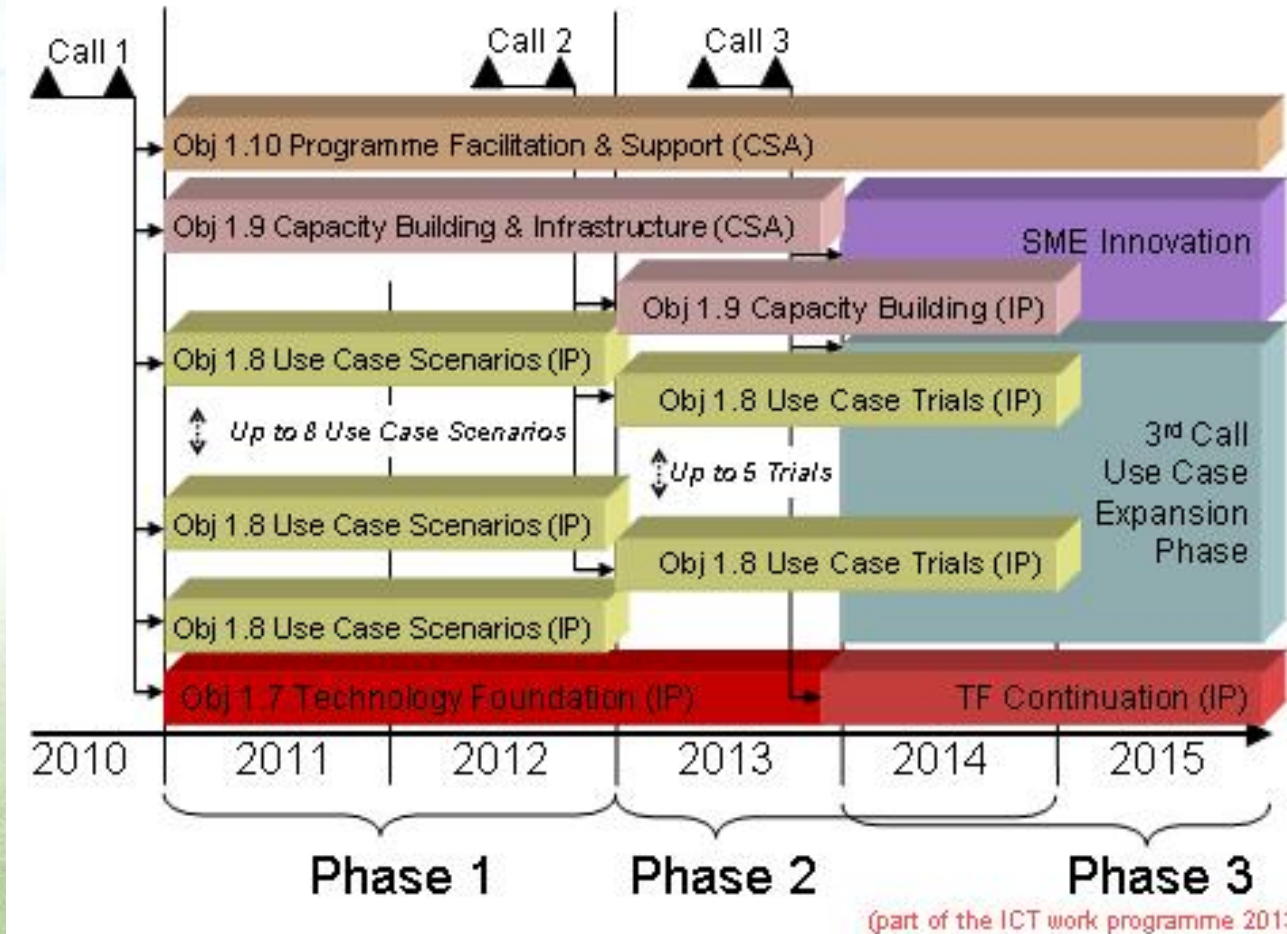 Call 1
Call 2
Call 3
Obj 1.10 Programme Facilitation & Support (CSA)
Obj 1.9 Capacity Building & Infrastructure (CSA)
SME Innovation
Obj 1.9 Capacity Building (IP)
Obj 1.8 Use Case Scenarios (IP)
Obj 1.8 Use Case Trials (IP)
Up to 8 Use Case Scenarios
3rd Call
Use Case
Expansion
Phase
Up to 5 Trials
Obj 1.8 Use Case Scenarios (IP)
Obj 1.8 Use Case Trials (IP)
Obj 1.8 Use Case Scenarios (IP)
Obj 1.7 Technology Foundation (IP)
TF Continuation (IP)
2010 2011 2012 2013 2014 2015
Phase 1 Phase 2 Phase 3
(part of the ICT work programme